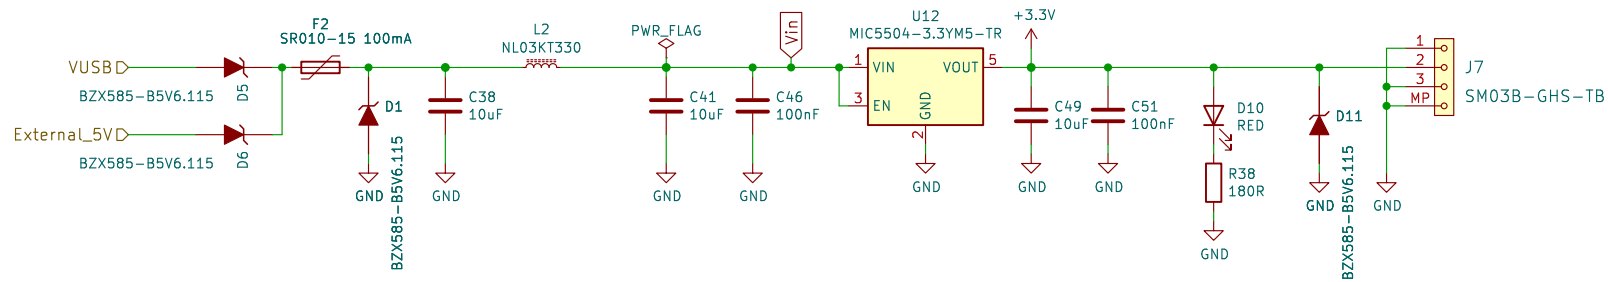 VUSB
BZX585-B5V6.115
D5
External_5V
BZX585-B5V6.115
D6
F2
SR010-15 100mA
D1
BZX585-B5V6.115
GND
C38
10uF
GND
L2
NL03KT330
PWR_FLAG
C41
10uF
GND
C46
100nF
GND
Vin
U12
MIC5504-3.3YM5-TR
1
VIN
VOUT
5
3
EN
GND
2
GND
+3.3V
C49
10uF
GND
C51
100nF
GND
D10
RED
R38
180R
GND
D11
BZX585-B5V6.115
GND
1
2
3
MP
J7
SM03B-GHS-TB
GND